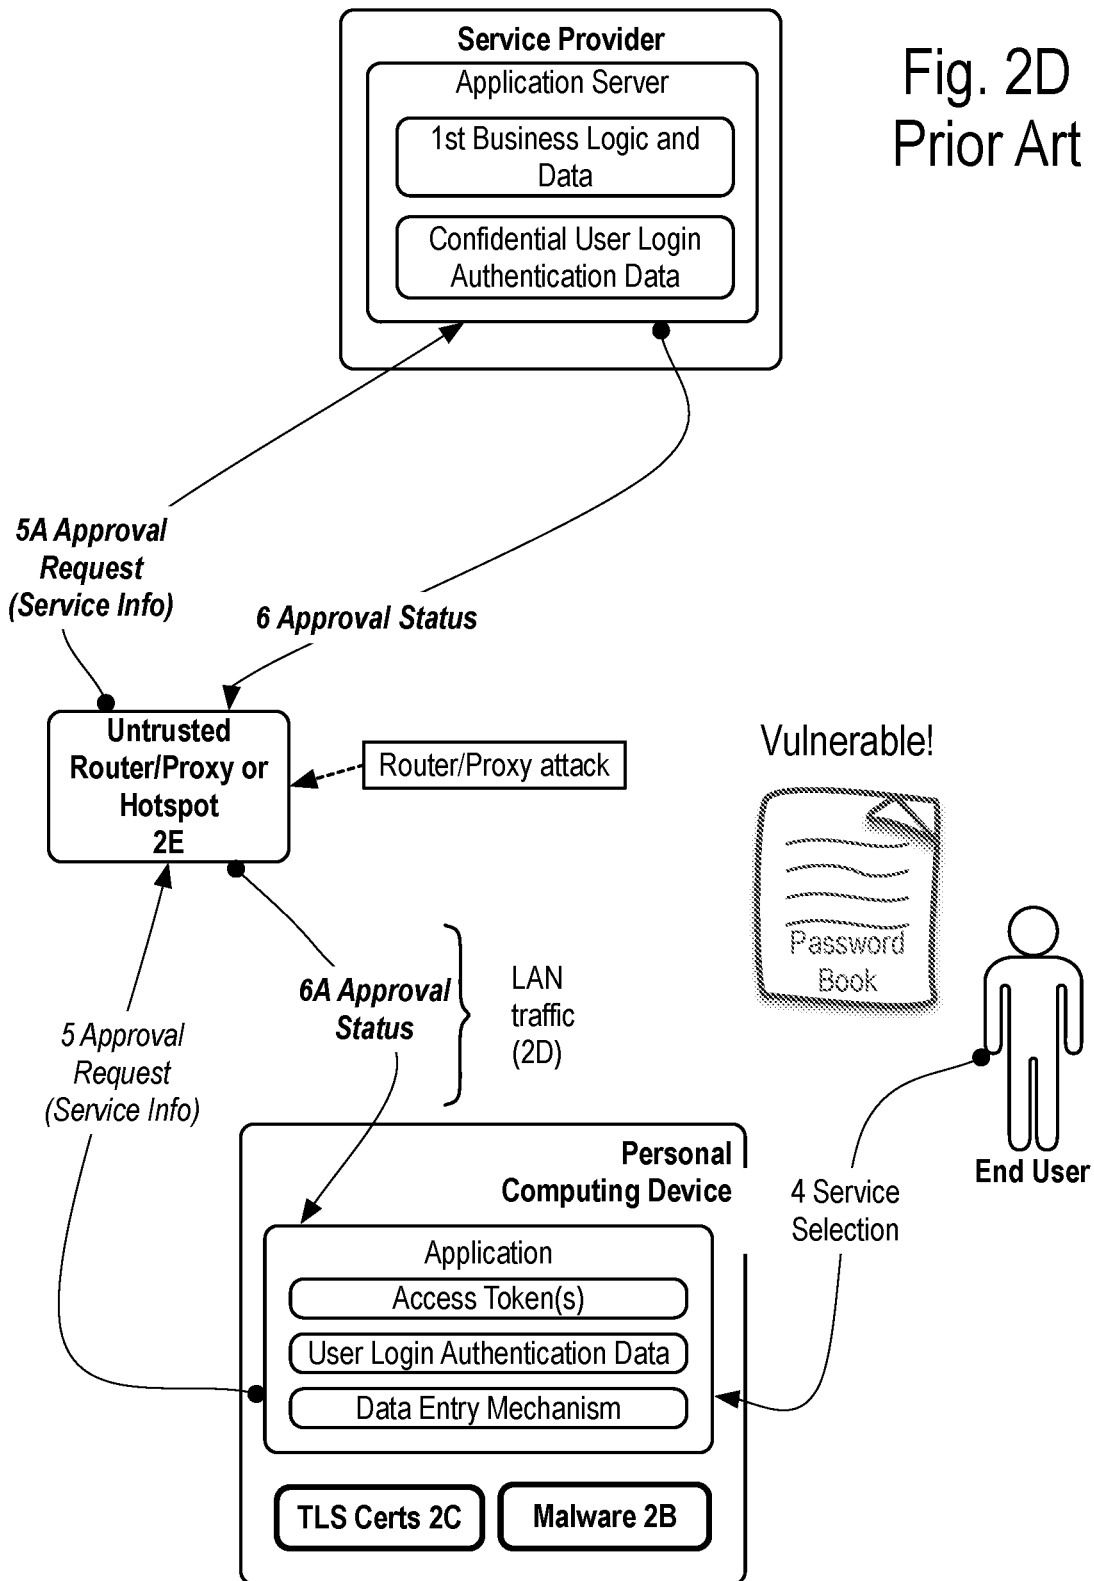 Service Provider
Application Server
1st Business Logic and
Data
Confidential User Login
Authentication Data
Fig. 2D
Prior Art
5A Approval
Request
(Service Info)
6 Approval Status
Untrusted
Router/Proxy or
Hotspot
2E
Router/Proxy attack
Vulnerable!
Password
Book
6A Approval
Status
LAN
traffic
(2D)
5 Approval
Request
(Service Info)
End User
4 Service
Selection
Personal
Computing Device
Application
Access Token(s)
User Login Authentication Data
Data Entry Mechanism
TLS Certs 2C
Malware 2B